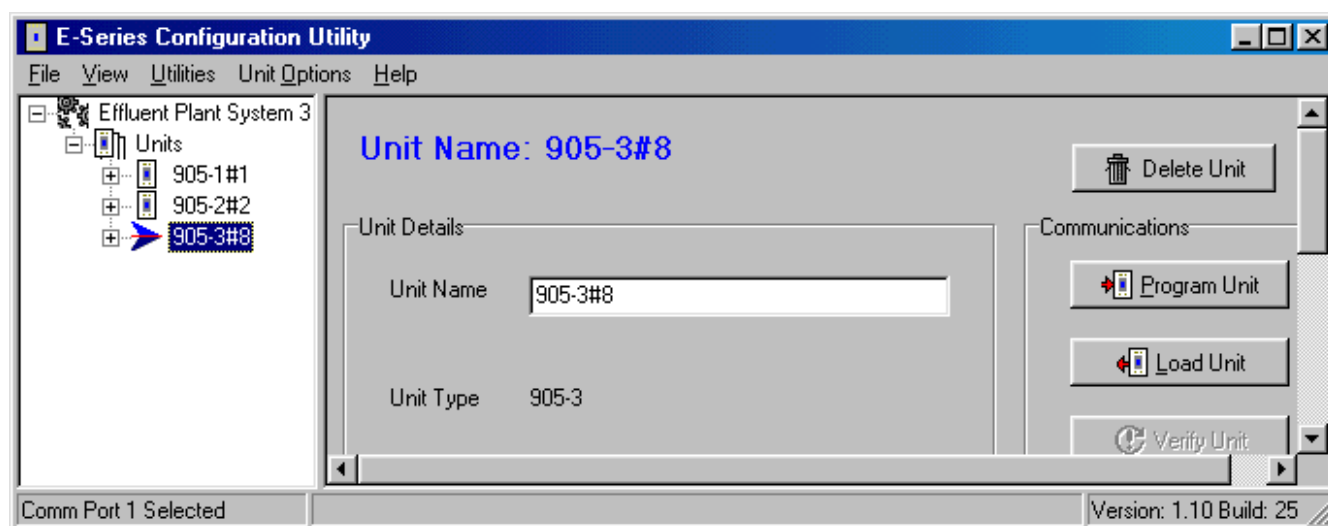 E-Series Configuration Utility
File View Utilities Unit Options Help
Effluent Plant System 3
Units
905-1#1
905-2#2
905-3#8
Unit Name: 905-3#8
Delete Unit
Unit Details
Unit Name 905-3#8
Unit Type 905-3
Communications
Program Unit
Load Unit
Verify Unit
Comm Port 1 Selected
Version: 1.10 Build: 25